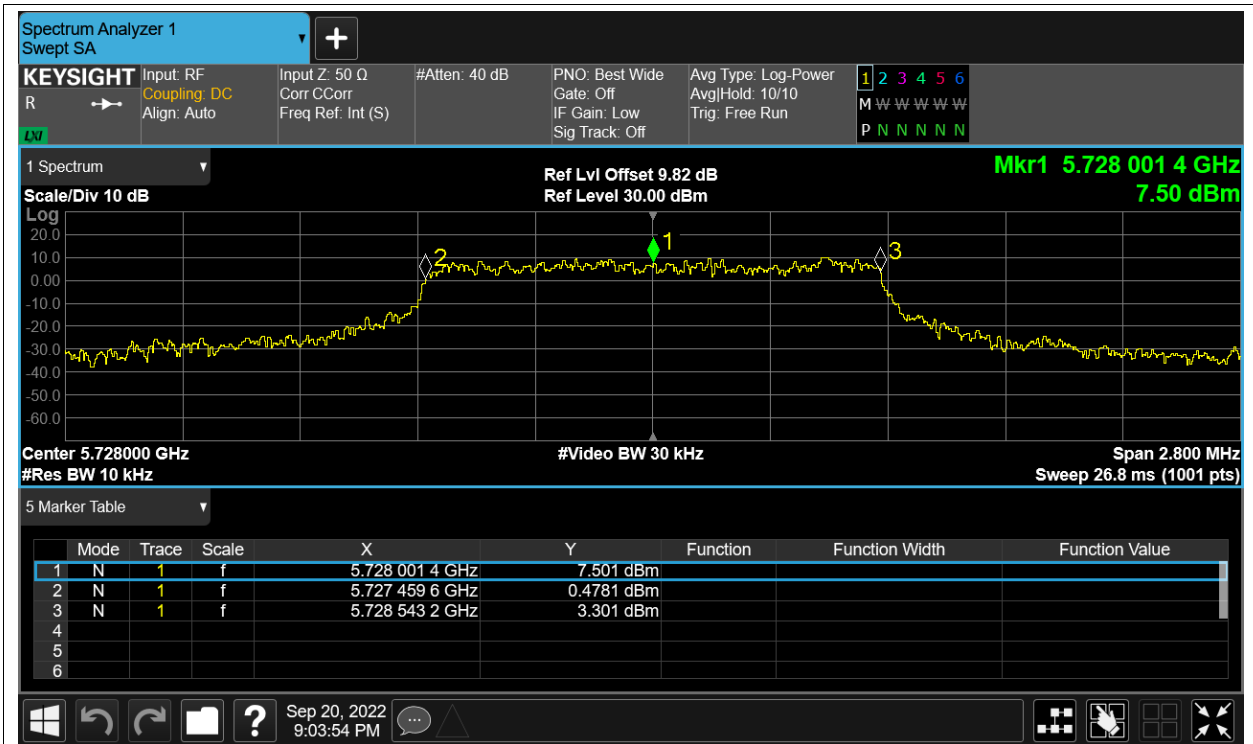 Spectrum Analyzer 1
Swept SA
KEYSIGHT
R
LXI
Input: RF
Coupling: DC
Align: Auto
Input Z: 50 Ω
Corr CCorr
Freq Ref: Int (S)
#Atten: 40 dB
PNO: Best Wide
Gate: Off
IF Gain: Low
Sig Track: Off
Avg Type: Log-Power
Avg|Hold: 10/10
Trig: Free Run
1 2 3 4 5 6
M W W W W W
P N N N N N
1 Spectrum
Scale/Div 10 dB
Ref Lvl Offset 9.82 dB
Ref Level 30.00 dBm
Mkr1 5.728 001 4 GHz
7.50 dBm
Log
20.0
10.0
0.00
-10.0
-20.0
-30.0
-40.0
-50.0
-60.0
2
1
3
Center 5.728000 GHz
#Video BW 30 kHz
Span 2.800 MHz
#Res BW 10 kHz
Sweep 26.8 ms (1001 pts)
5 Marker Table
Mode Trace Scale X Y Function Function Width Function Value
1 N 1 f 5.728 001 4 GHz 7.501 dBm
2 N 1 f 5.727 459 6 GHz 0.4781 dBm
3 N 1 f 5.728 543 2 GHz 3.301 dBm
4
5
6
?
Sep 20, 2022
9:03:54 PM